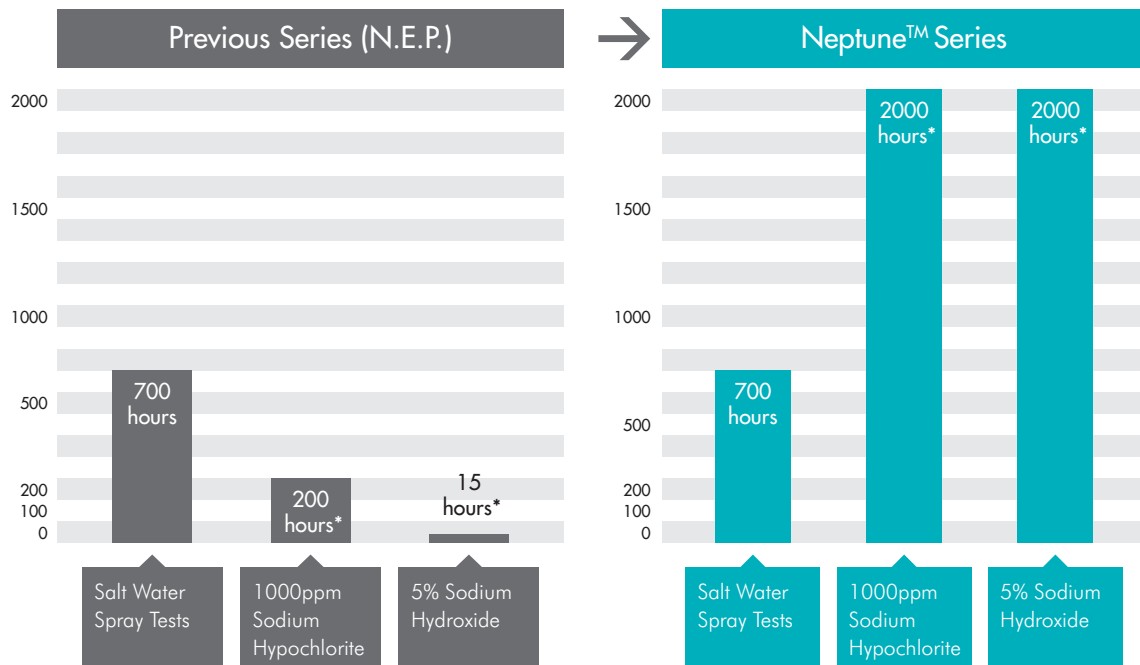 Previous Series (N.E.P.)
2000
1500
1000
500
200
100
0
700
hours
200
hours*
15
hours*
Salt Water
Spray Tests
1000ppm
Sodium
Hypochlorite
5% Sodium
Hydroxide
Neptune™ Series
2000
1500
1000
500
200
100
0
700
hours
2000
hours*
2000
hours*
Salt Water
Spray Tests
1000ppm
Sodium
Hypochlorite
5% Sodium
Hydroxide